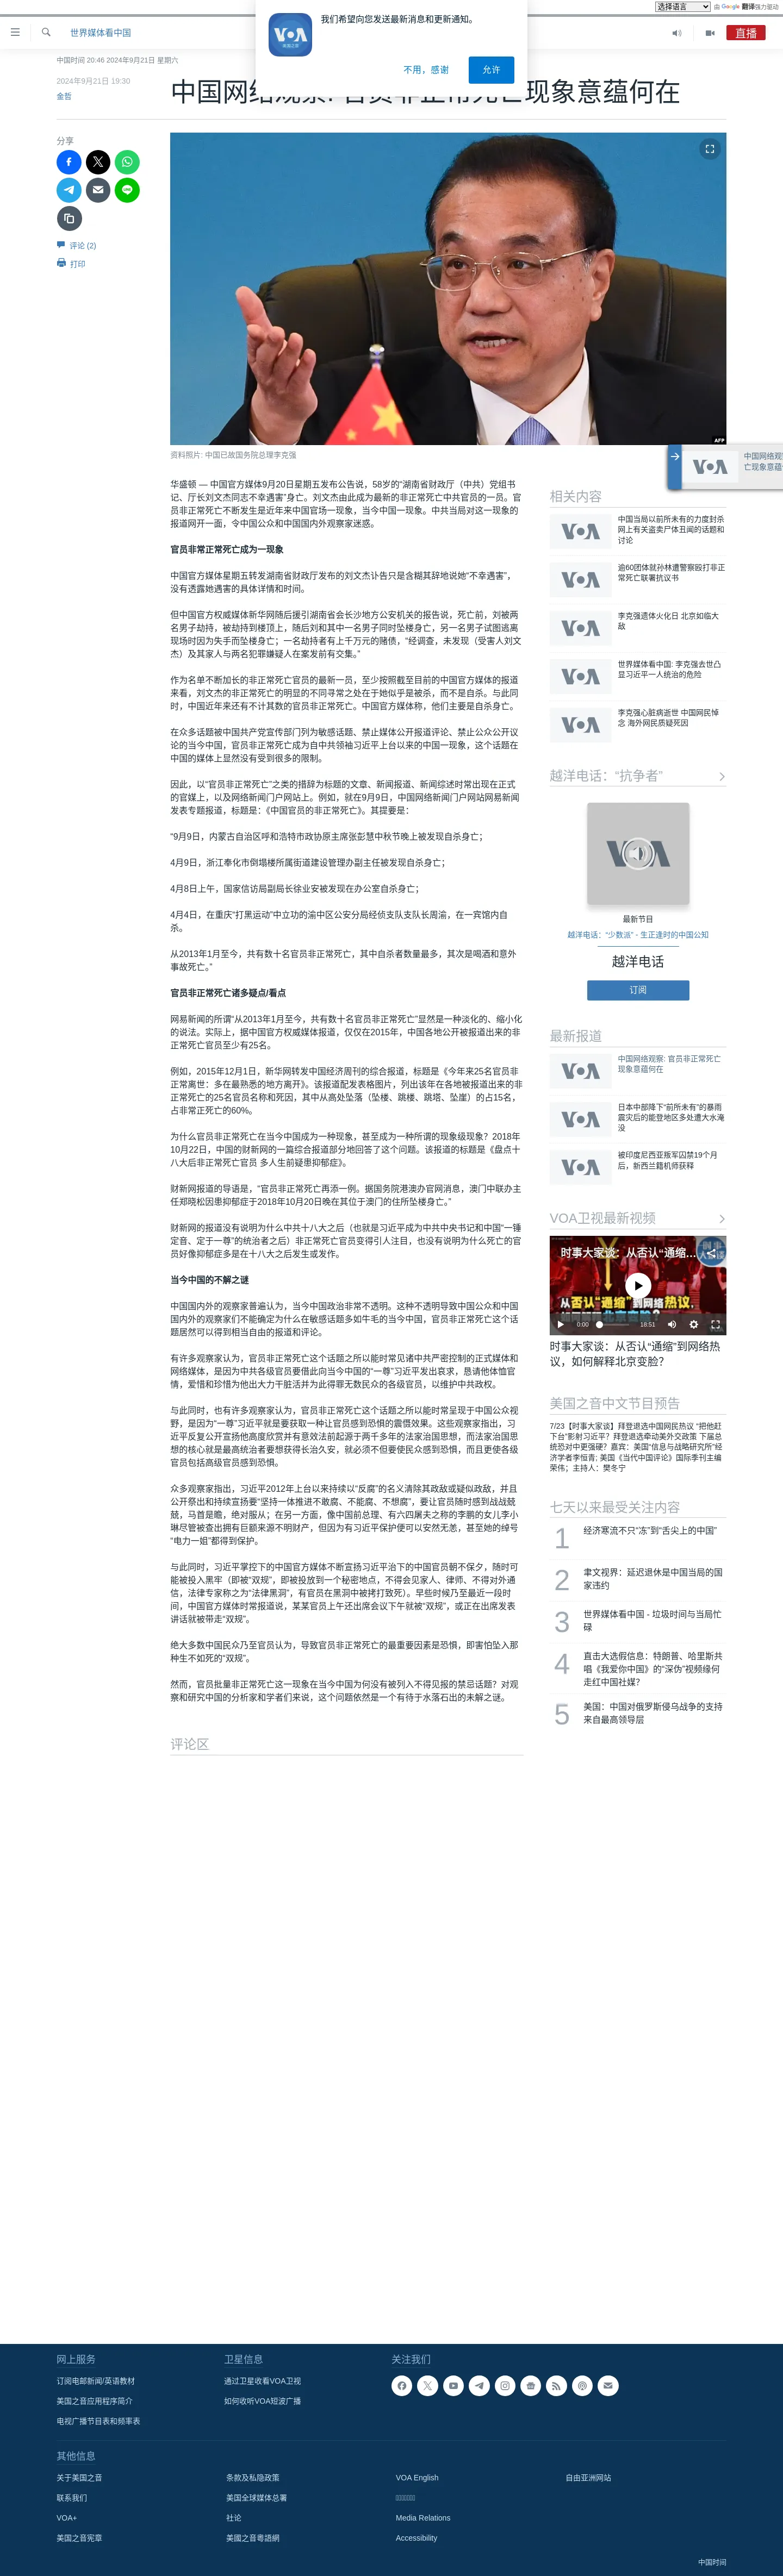 选择语言 由 Google 翻译强力驱动
我们希望向您发送最新消息和更新通知。
不用，感谢 允许
世界媒体看中国
直播
中国时间 20:46 2024年9月21日 星期六
2024年9月21日 19:30
金哲
中国网络观察: 官员非正常死亡现象意蕴何在
分享
评论 (2)
打印
AFP
资料照片: 中国已故国务院总理李克强
华盛顿 — 中国官方媒体9月20日星期五发布公告说，58岁的“湖南省财政厅（中共）党组书
记、厅长刘文杰同志不幸遇害”身亡。刘文杰由此成为最新的非正常死亡中共官员的一员。官
员非正常死亡不断发生是近年来中国官场一现象，当今中国一现象。中共当局对这一现象的
报道网开一面，令中国公众和中国国内外观察家迷惑。
官员非常正常死亡成为一现象
中国官方媒体星期五转发湖南省财政厅发布的刘文杰讣告只是含糊其辞地说她“不幸遇害”，
没有透露她遇害的具体详情和时间。
但中国官方权威媒体新华网随后援引湖南省会长沙地方公安机关的报告说，死亡前，刘被两
名男子劫持，被劫持到楼顶上，随后刘和其中一名男子同时坠楼身亡，另一名男子试图逃离
现场时因为失手而坠楼身亡；一名劫持者有上千万元的赌债，“经调查，未发现（受害人刘文
杰）及其家人与两名犯罪嫌疑人在案发前有交集。”
作为名单不断加长的非正常死亡官员的最新一员，至少按照截至目前的中国官方媒体的报道
来看，刘文杰的非正常死亡的明显的不同寻常之处在于她似乎是被杀，而不是自杀。与此同
时，中国近年来还有不计其数的官员非正常死亡。中国官方媒体称，他们主要是自杀身亡。
在众多话题被中国共产党宣传部门列为敏感话题、禁止媒体公开报道评论、禁止公众公开议
论的当今中国，官员非正常死亡成为自中共领袖习近平上台以来的中国一现象，这个话题在
中国的媒体上显然没有受到很多的限制。
因此，以“官员非正常死亡”之类的措辞为标题的文章、新闻报道、新闻综述时常出现在正式
的官媒上，以及网络新闻门户网站上。例如，就在9月9日，中国网络新闻门户网站网易新闻
发表专题报道，标题是：《中国官员的非正常死亡》。其提要是：
“9月9日，内蒙古自治区呼和浩特市政协原主席张彭慧中秋节晚上被发现自杀身亡；
4月9日，浙江奉化市倒塌楼所属街道建设管理办副主任被发现自杀身亡；
4月8日上午，国家信访局副局长徐业安被发现在办公室自杀身亡；
4月4日，在重庆“打黑运动”中立功的渝中区公安分局经侦支队支队长周渝，在一宾馆内自
杀。
从2013年1月至今，共有数十名官员非正常死亡，其中自杀者数量最多，其次是喝酒和意外
事故死亡。”
官员非正常死亡诸多疑点/看点
网易新闻的所谓“从2013年1月至今，共有数十名官员非正常死亡”显然是一种淡化的、缩小化
的说法。实际上，据中国官方权威媒体报道，仅仅在2015年，中国各地公开被报道出来的非
正常死亡官员至少有25名。
例如，2015年12月1日，新华网转发中国经济周刊的综合报道，标题是《今年来25名官员非
正常离世：多在最熟悉的地方离开》。该报道配发表格图片，列出该年在各地被报道出来的非
正常死亡的25名官员名称和死因，其中从高处坠落（坠楼、跳楼、跳塔、坠崖）的占15名，
占非常正死亡的60%。
为什么官员非正常死亡在当今中国成为一种现象，甚至成为一种所谓的现象级现象？2018年
10月22日，中国的财新网的一篇综合报道部分地回答了这个问题。该报道的标题是《盘点十
八大后非正常死亡官员 多人生前疑患抑郁症》。
财新网报道的导语是，“官员非正常死亡再添一例。据国务院港澳办官网消息，澳门中联办主
任郑晓松因患抑郁症于2018年10月20日晚在其位于澳门的住所坠楼身亡。”
财新网的报道没有说明为什么中共十八大之后（也就是习近平成为中共中央书记和中国“一锤
定音、定于一尊”的统治者之后）非常正死亡官员变得引人注目，也没有说明为什么死亡的官
员好像抑郁症多是在十八大之后发生或发作。
当今中国的不解之谜
中国国内外的观察家普遍认为，当今中国政治非常不透明。这种不透明导致中国公众和中国
国内外的观察家们不能确定为什么在敏感话题多如牛毛的当今中国，官员非正常死亡这个话
题居然可以得到相当自由的报道和评论。
有许多观察家认为，官员非正常死亡这个话题之所以能时常见诸中共严密控制的正式媒体和
网络媒体，是因为中共各级官员要借此向当今中国的“一尊”习近平发出哀求，恳请他体恤官
情，爱惜和珍惜为他出大力干脏活并为此得罪无数民众的各级官员，以维护中共政权。
与此同时，也有许多观察家认为，官员非正常死亡这个话题之所以能时常呈现于中国公众视
野，是因为“一尊”习近平就是要获取一种让官员感到恐惧的震慑效果。这些观察家指出，习
近平反复公开宣扬他高度欣赏并有意效法前起源于两千多年的法家治国思想，而法家治国思
想的核心就是最高统治者要想获得长治久安，就必须不但要使民众感到恐惧，而且更使各级
官员包括高级官员感到恐惧。
众多观察家指出，习近平2012年上台以来持续以“反腐”的名义清除其政敌或疑似政敌，并且
公开祭出和持续宣扬要“坚持一体推进不敢腐、不能腐、不想腐”，要让官员随时感到战战兢
兢，马首是瞻，绝对服从；在另一方面，像中国前总理、有六四屠夫之称的李鹏的女儿李小
琳尽管被查出拥有巨额来源不明财产，但因为有习近平保护便可以安然无恙，甚至她的绰号
“电力一姐”都得到保护。
与此同时，习近平掌控下的中国官方媒体不断宣扬习近平治下的中国官员朝不保夕，随时可
能被投入黑牢（即被“双规”，即被投放到一个秘密地点，不得会见家人、律师、不得对外通
信，法律专家称之为“法律黑洞”，有官员在黑洞中被拷打致死）。早些时候乃至最近一段时
间，中国官方媒体时常报道说，某某官员上午还出席会议下午就被“双规”，或正在出席发表
讲话就被带走“双规”。
绝大多数中国民众乃至官员认为，导致官员非正常死亡的最重要因素是恐惧，即害怕坠入那
种生不如死的“双规”。
然而，官员批量非正常死亡这一现象在当今中国为何没有被列入不得见报的禁忌话题？对观
察和研究中国的分析家和学者们来说，这个问题依然是一个有待于水落石出的未解之谜。
评论区
相关内容
中国当局以前所未有的力度封杀
网上有关盗卖尸体丑闻的话题和
讨论
逾60团体就孙林遭警察殴打非正
常死亡联署抗议书
李克强遗体火化日 北京如临大
敌
世界媒体看中国: 李克强去世凸
显习近平一人统治的危险
李克强心脏病逝世 中国网民悼
念 海外网民质疑死因
越洋电话：“抗争者”
最新节目
越洋电话：“少数派” - 生正逢时的中国公知
越洋电话
订阅
最新报道
中国网络观察: 官员非正常死亡
现象意蕴何在
日本中部降下“前所未有”的暴雨
震灾后的能登地区多处遭大水淹
没
被印度尼西亚叛军囚禁19个月
后，新西兰籍机师获释
VOA卫视最新视频
时事大家谈：从否认“通缩...
从否认“通缩”到网络热议，
0:00 18:51
时事大家谈：从否认“通缩”到网络热
议，如何解释北京变脸？
美国之音中文节目预告
7/23【时事大家谈】拜登退选中国网民热议 “把他赶
下台”影射习近平？拜登退选牵动美外交政策 下届总
统恐对中更强硬？嘉宾：美国“信息与战略研究所”经
济学者李恒青; 美国《当代中国评论》国际季刊主编
荣伟；主持人：樊冬宁
七天以来最受关注内容
1 经济寒流不只“冻”到“舌尖上的中国”
2 聿文视界：延迟退休是中国当局的国
家违约
3 世界媒体看中国 - 垃圾时间与当局忙
碌
4 直击大选假信息：特朗普、哈里斯共
唱《我爱你中国》的“深伪”视频缘何
走红中国社媒？
5 美国：中国对俄罗斯侵乌战争的支持
来自最高领导层
网上服务
订阅电邮新闻/英语教材
美国之音应用程序简介
电视广播节目表和频率表
卫星信息
通过卫星收看VOA卫视
如何收听VOA短波广播
关注我们
其他信息
关于美国之音 条款及私隐政策 VOA English 自由亚洲网站
联系我们 美国全球媒体总署
VOA+ 社论 Media Relations
美国之音宪章 美國之音粵語網 Accessibility
中国时间